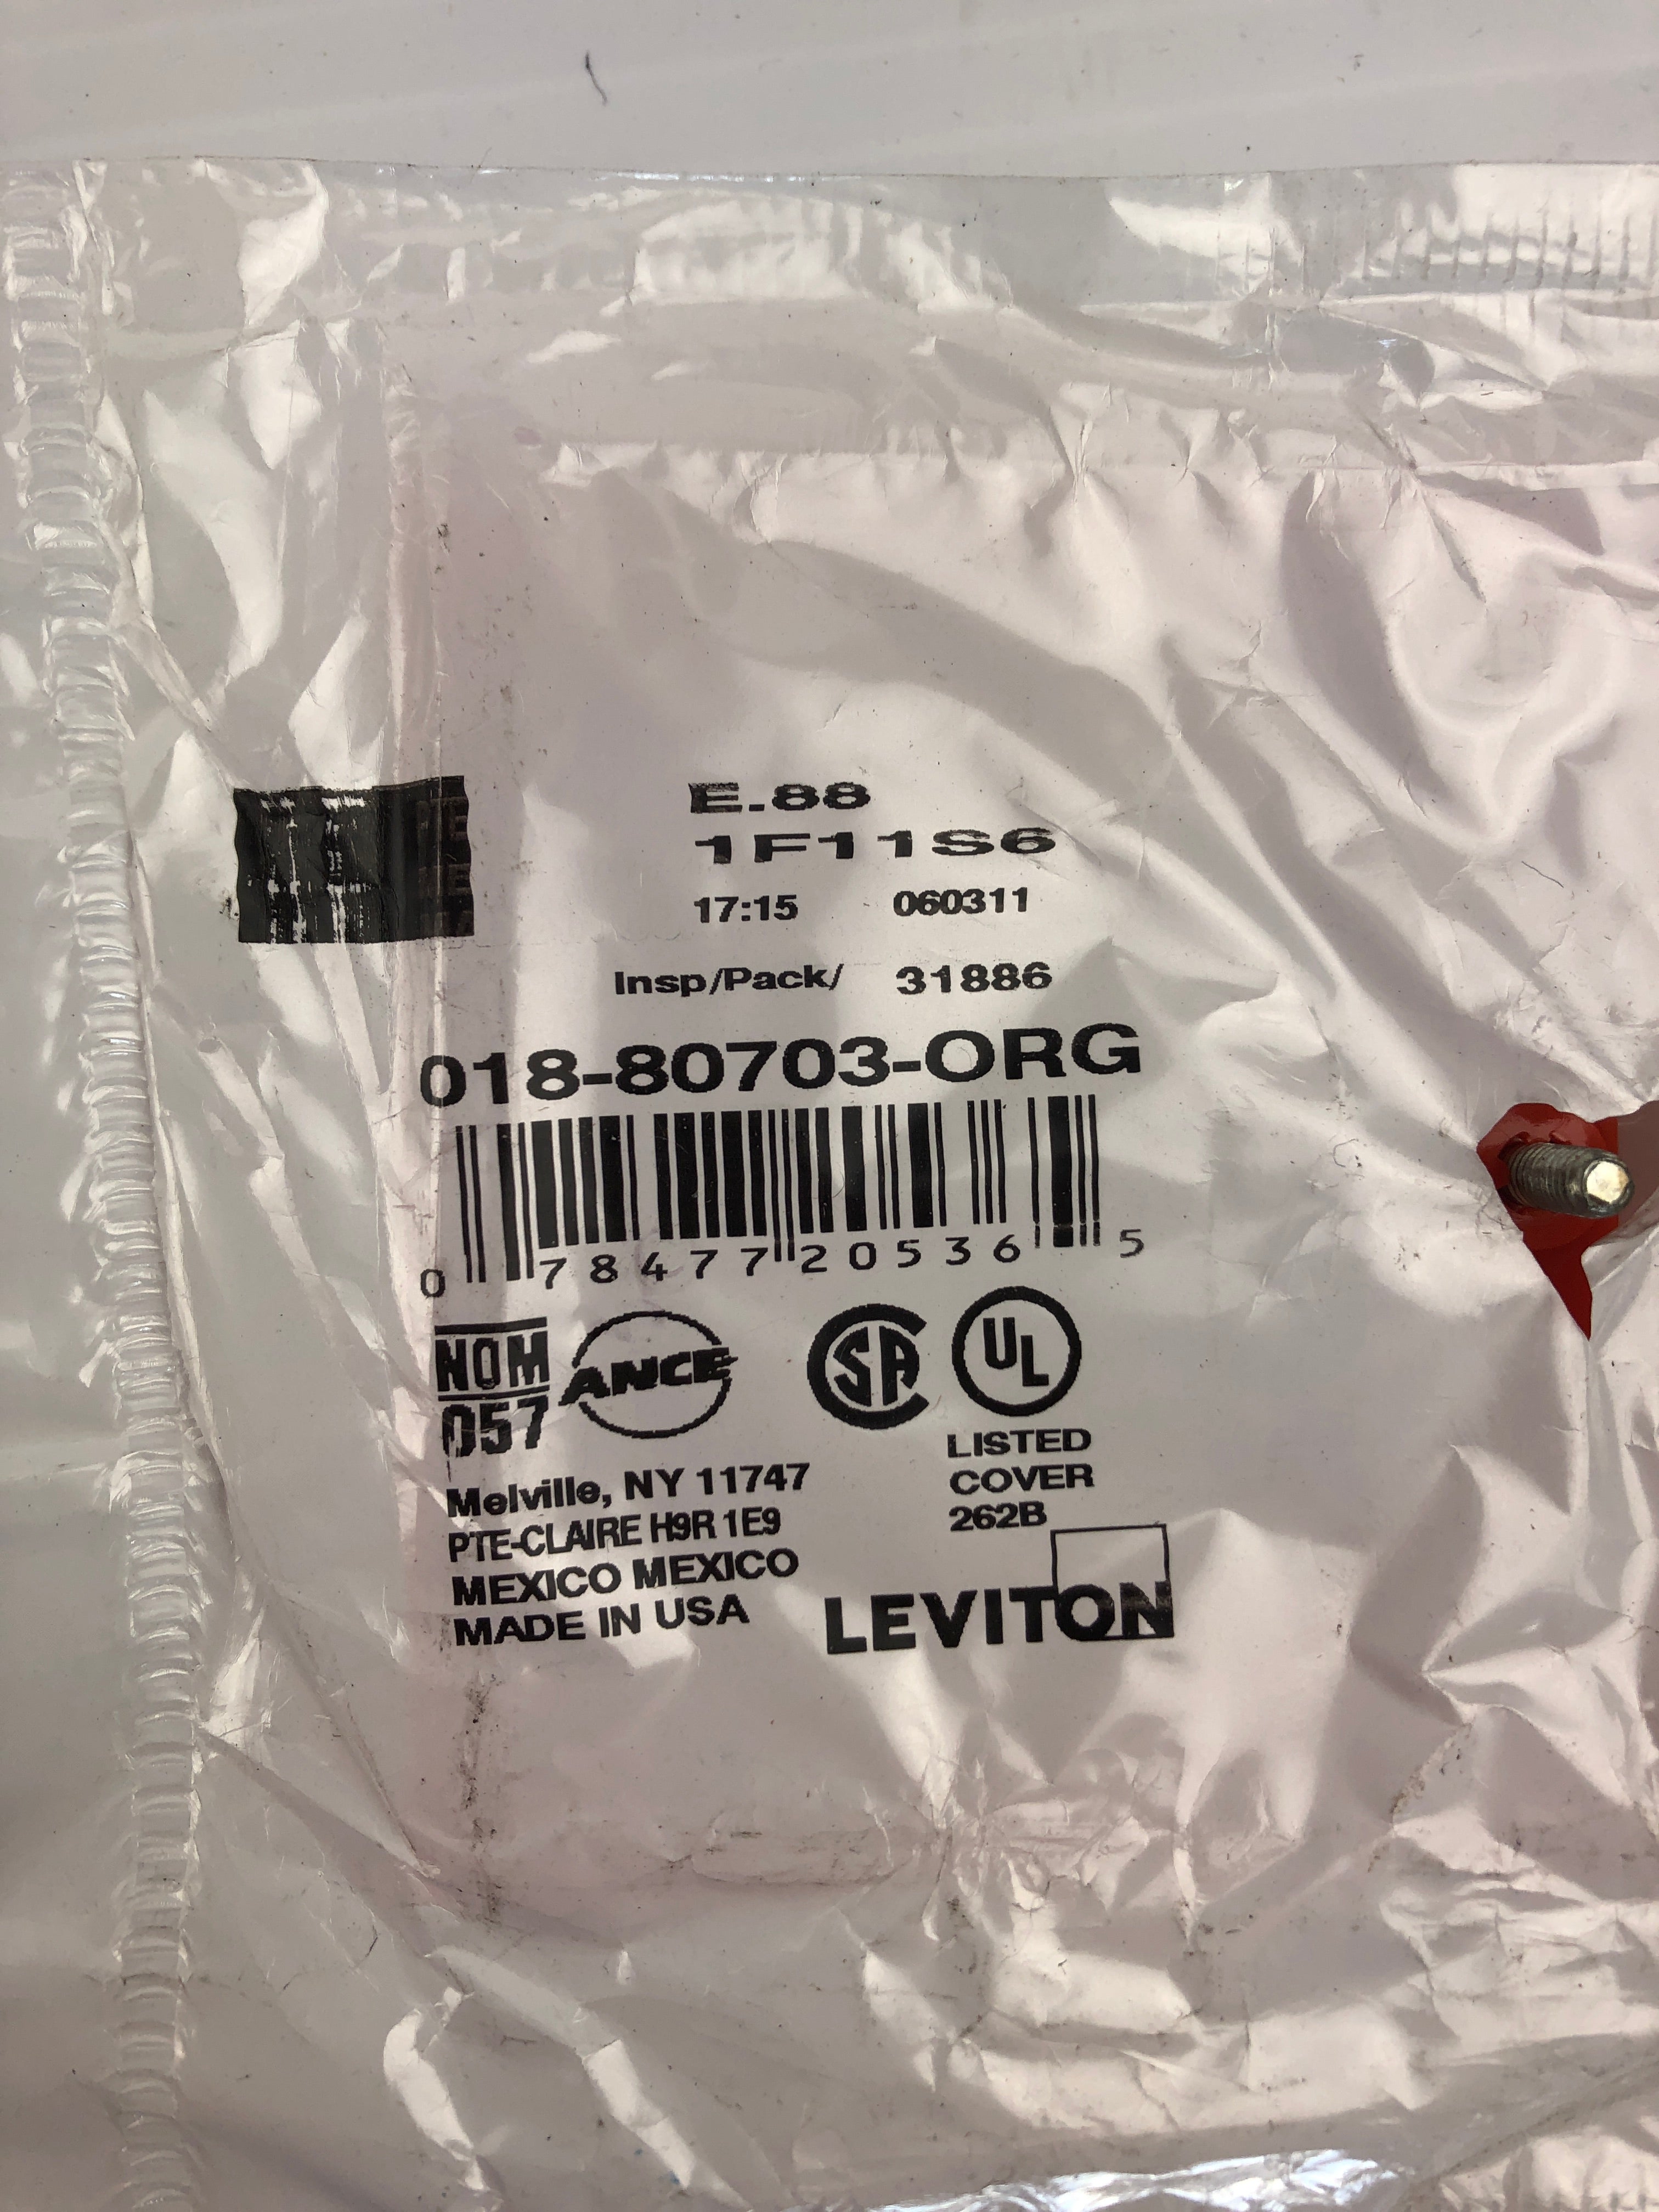 E.88
1F11S6
17:15 060311
Insp/Pack/ 31886
018-80703-ORG
0 78477 20536 5
NOM
057
ANCE
SA
UL
LISTED
COVER
262B
Melville, NY 11747
PTE-CLAIRE H9R 1E9
MEXICO MEXICO
MADE IN USA
LEVITON